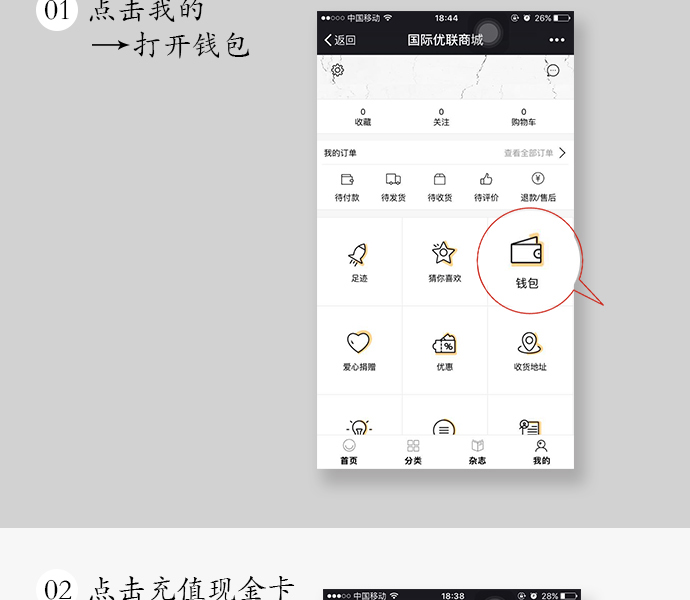 01 点击我的
→打开钱包
中国移动 18:44 26%
返回 国际优联商城
0 0 0
收藏 关注 购物车
我的订单 查看全部订单
待付款 待发货 待收货 待评价 退款/售后
足迹 猜你喜欢 钱包
爱心捐赠 优惠 收货地址
首页 分类 杂志 我的
02 点击充值现金卡
中国移动 18:38 28%